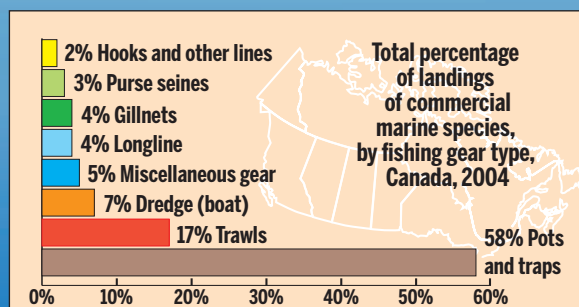 2% Hooks and other lines
3% Purse seines
4% Gillnets
4% Longline
5% Miscellaneous gear
7% Dredge (boat)
17% Trawls
58% Pots
and traps
Total percentage
of landings
of commercial
marine species,
by fishing gear type,
Canada, 2004
0% 10% 20% 30% 40% 50% 60%